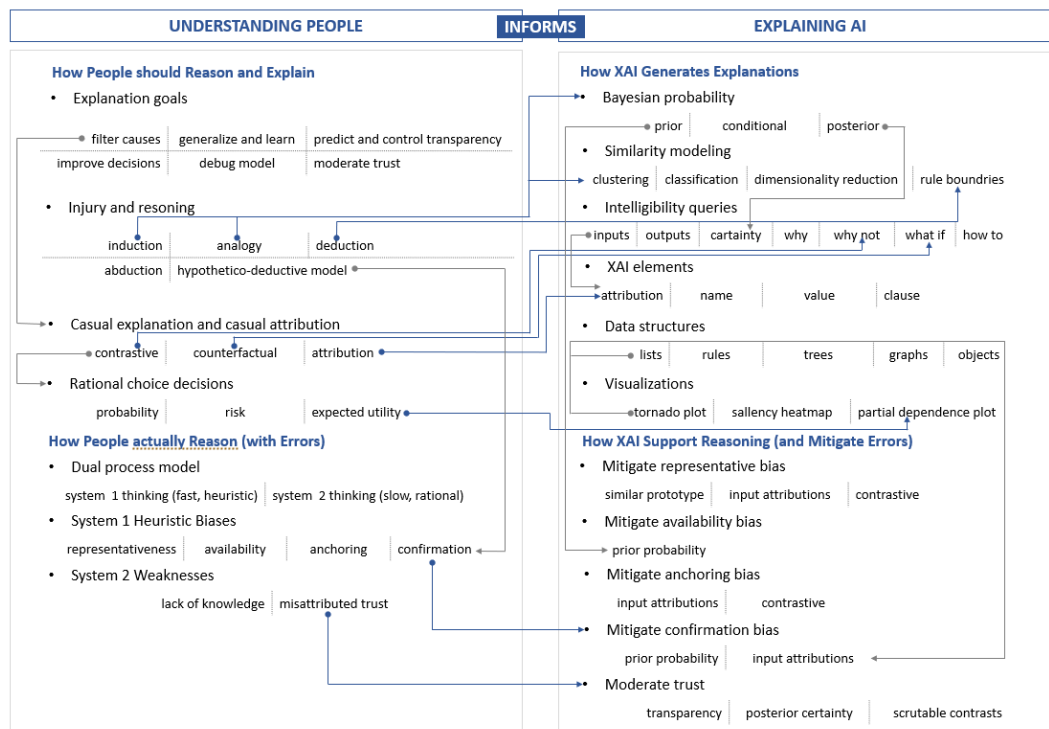 UNDERSTANDING PEOPLE
INFORMS
EXPLAINING AI
How People should Reason and Explain
• Explanation goals
filter causes generalize and learn predict and control transparency
improve decisions debug model moderate trust
• Injury and resoning
induction analogy deduction
abduction hypothetico-deductive model
• Casual explanation and casual attribution
contrastive counterfactual attribution
• Rational choice decisions
probability risk expected utility
How People actually Reason (with Errors)
• Dual process model
system 1 thinking (fast, heuristic) system 2 thinking (slow, rational)
• System 1 Heuristic Biases
representativeness availability anchoring confirmation
• System 2 Weaknesses
lack of knowledge misattributed trust
How XAI Generates Explanations
• Bayesian probability
prior conditional posterior
• Similarity modeling
clustering classification dimensionality reduction rule boundries
• Intelligibility queries
inputs outputs cartainty why why not what if how to
• XAI elements
attribution name value clause
• Data structures
lists rules trees graphs objects
• Visualizations
tornado plot sallency heatmap partial dependence plot
How XAI Support Reasoning (and Mitigate Errors)
• Mitigate representative bias
similar prototype input attributions contrastive
• Mitigate availability bias
prior probability
• Mitigate anchoring bias
input attributions contrastive
• Mitigate confirmation bias
prior probability input attributions
• Moderate trust
transparency posterior certainty scrutable contrasts